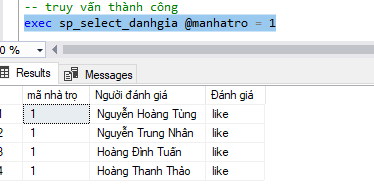 -- truy vấn thành công
exec sp_select_danhgia @manhatro = 1
0 %
Results Messages
mã nhà trọ Người đánh giá Đánh giá
1 1 Nguyễn Hoàng Tùng like
2 1 Nguyễn Trung Nhân like
3 1 Hoàng Đình Tuấn like
4 1 Hoàng Thanh Thảo like